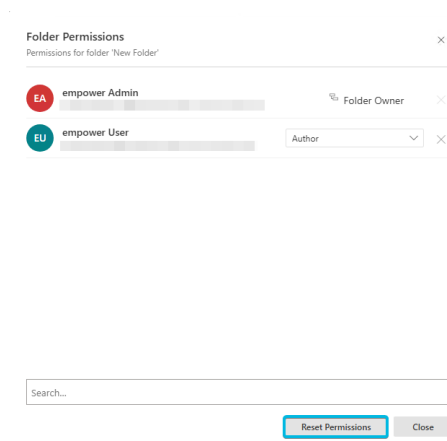 Folder Permissions
Permissions for folder 'New Folder'
EA
empower Admin
Folder Owner
EU
empower User
Author
Search...
Reset Permissions
Close